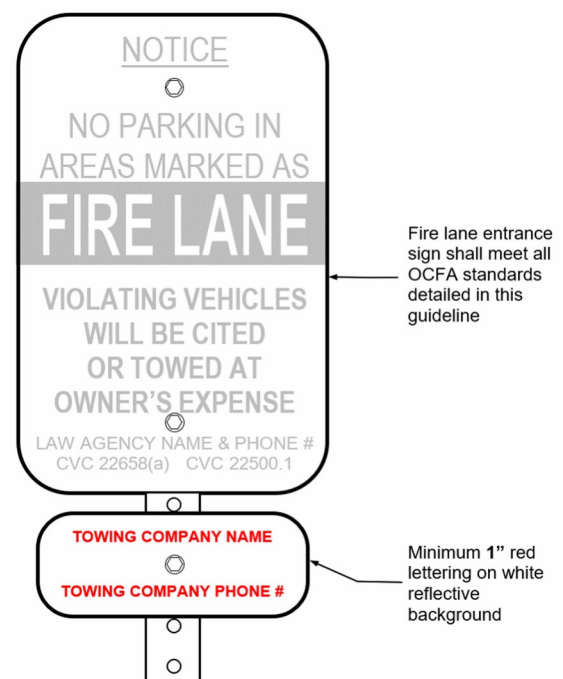 NOTICE
NO PARKING IN
AREAS MARKED AS
FIRE LANE
VIOLATING VEHICLES
WILL BE CITED
OR TOWED AT
OWNER'S EXPENSE
LAW AGENCY NAME & PHONE #
CVC 22658(a) CVC 22500.1
Fire lane entrance
sign shall meet all
OCFA standards
detailed in this
guideline
TOWING COMPANY NAME
TOWING COMPANY PHONE #
Minimum 1” red
lettering on white
reflective
background